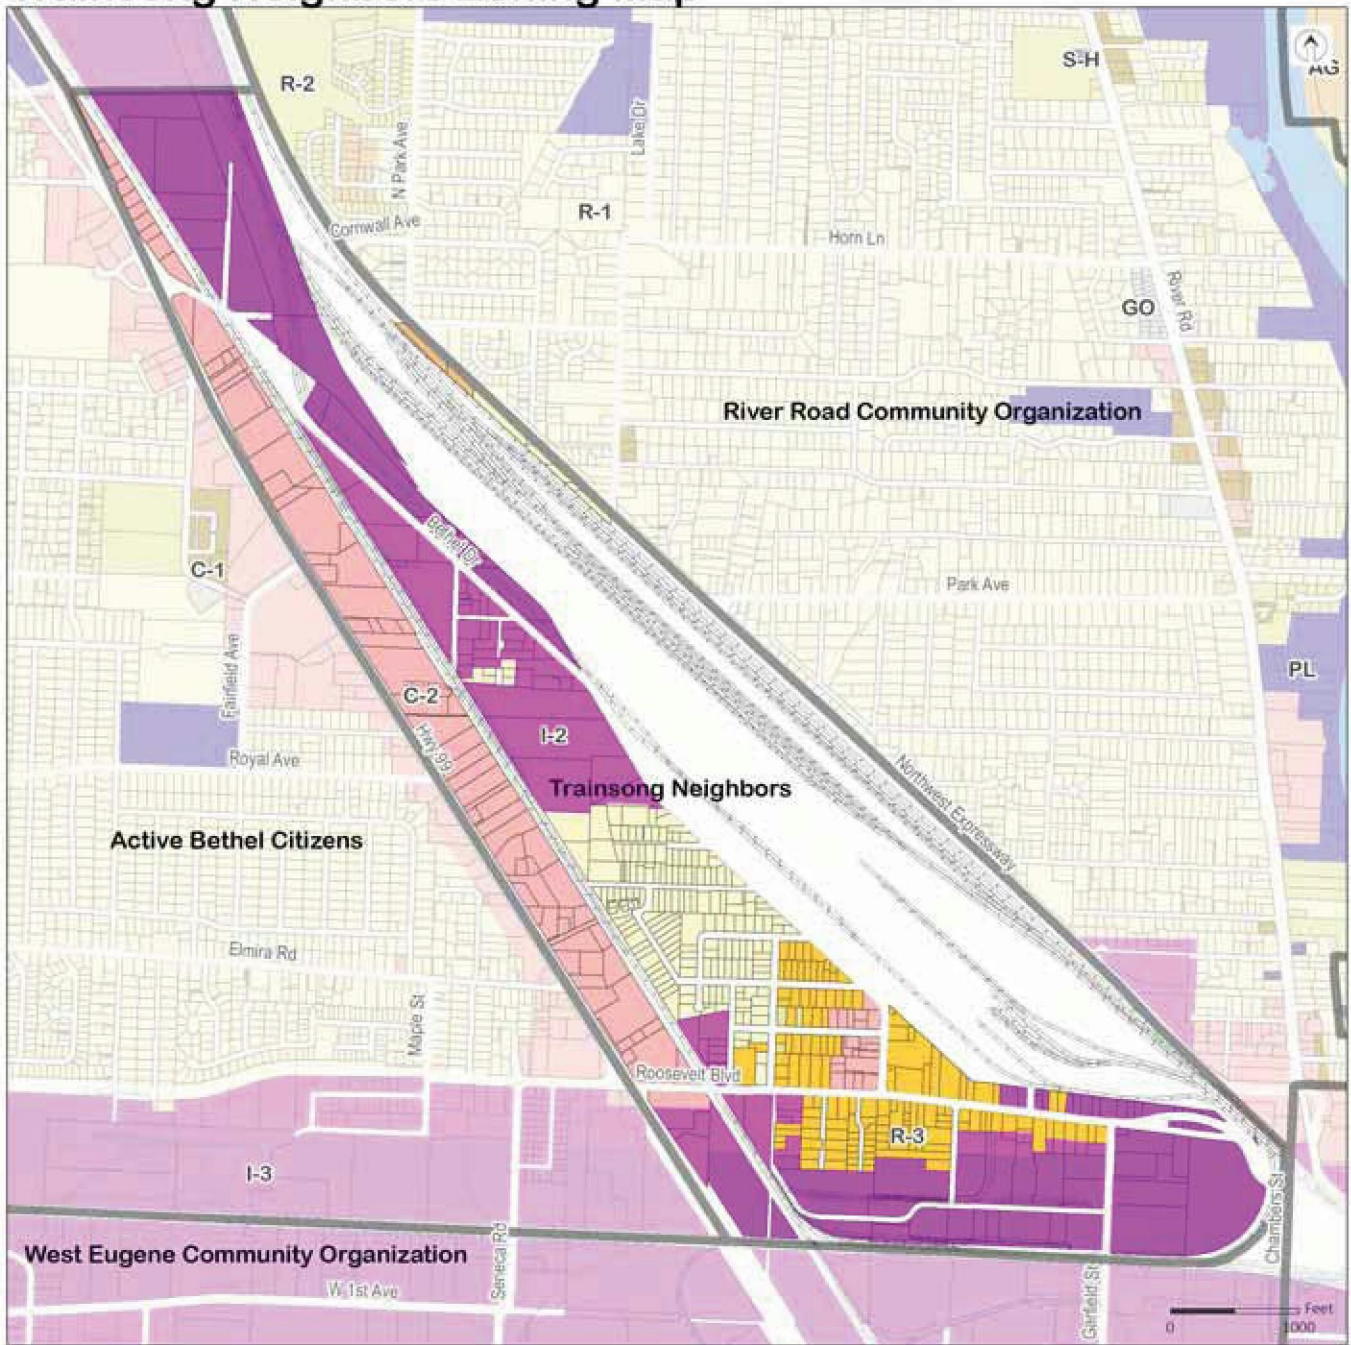 AG
S-H
R-2
Lake Dr
N Park Ave
R-1
Cornwall Ave
Horn Ln
River Rd
GO
River Road Community Organization
Bethel Dr
C-1
Park Ave
Fairfield Ave
PL
C-2
Hwy 99
I-2
Royal Ave
Trainsong Neighbors
Northwest Expressway
Active Bethel Citizens
Elmira Rd
Maple St
Roosevelt Blvd
R-3
I-3
Chambers St
West Eugene Community Organization
Seneca Rd
W 1st Ave
Garfield St
Feet
0 1000